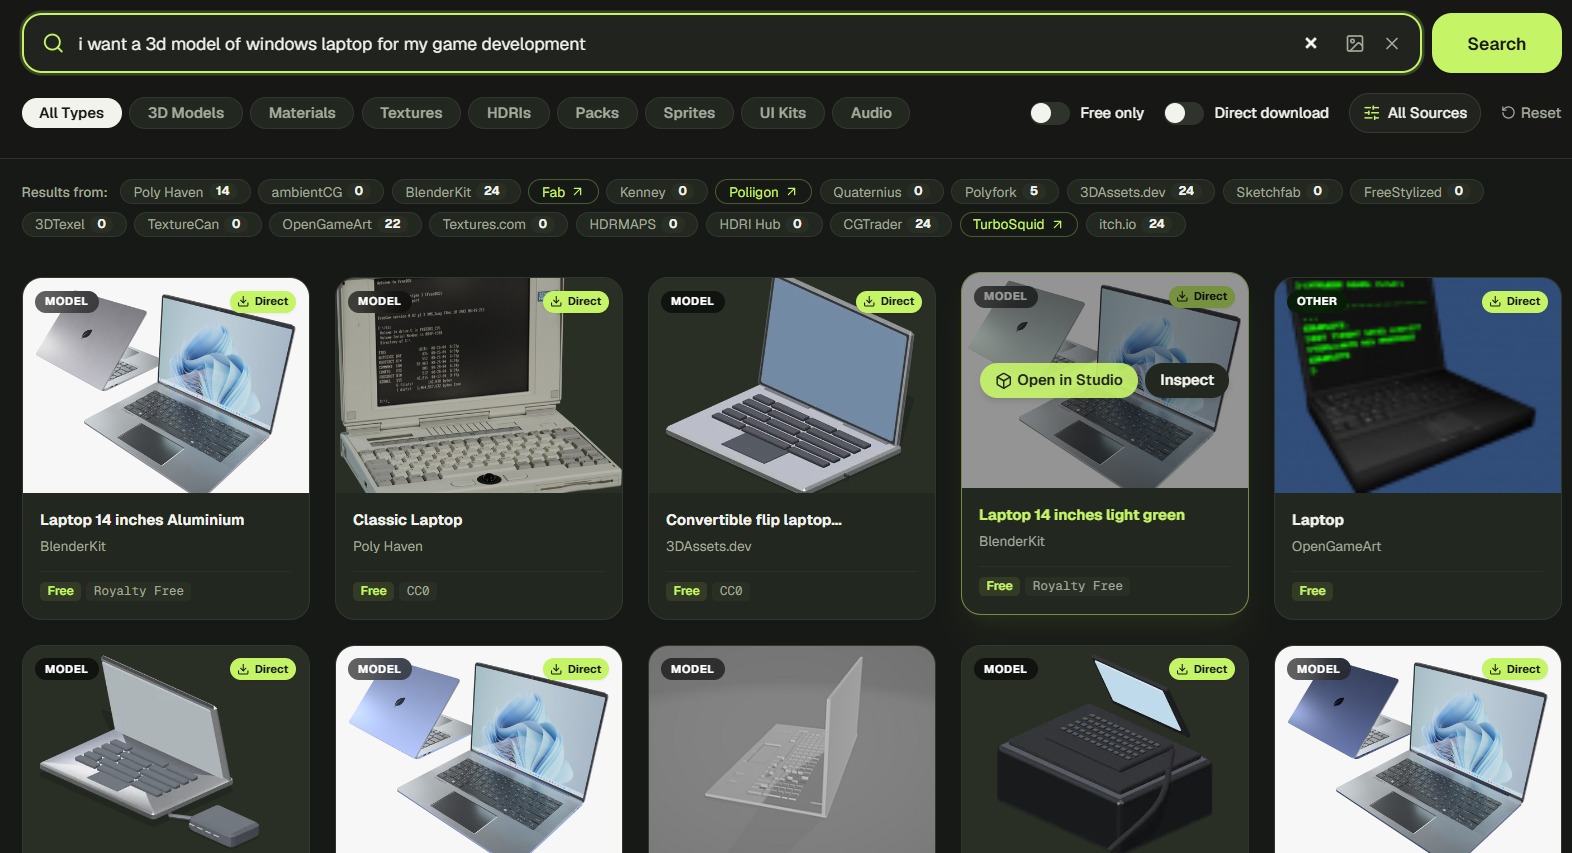 i want a 3d model of windows laptop for my game development
Search
All Types 3D Models Materials Textures HDRIs Packs Sprites UI Kits Audio Free only Direct download All Sources Reset
Results from: Poly Haven 14 ambientCG 0 BlenderKit 24 Fab Kenney 0 Poliigon Quaternius 0 Polyfork 5 3DAssets.dev 24 Sketchfab 0 FreeStylized 0
3DTexel 0 TextureCan 0 OpenGameArt 22 Textures.com 0 HDRMAPS 0 HDRI Hub 0 CGTrader 24 TurboSquid itch.io 24
MODEL Direct MODEL Direct MODEL Direct MODEL Direct OTHER Direct
Open in Studio Inspect
Laptop 14 inches Aluminium
BlenderKit
Free Royalty Free
Classic Laptop
Poly Haven
Free CC0
Convertible flip laptop...
3DAssets.dev
Free CC0
Laptop 14 inches light green
BlenderKit
Free Royalty Free
Laptop
OpenGameArt
Free
MODEL Direct MODEL Direct MODEL MODEL Direct MODEL Direct